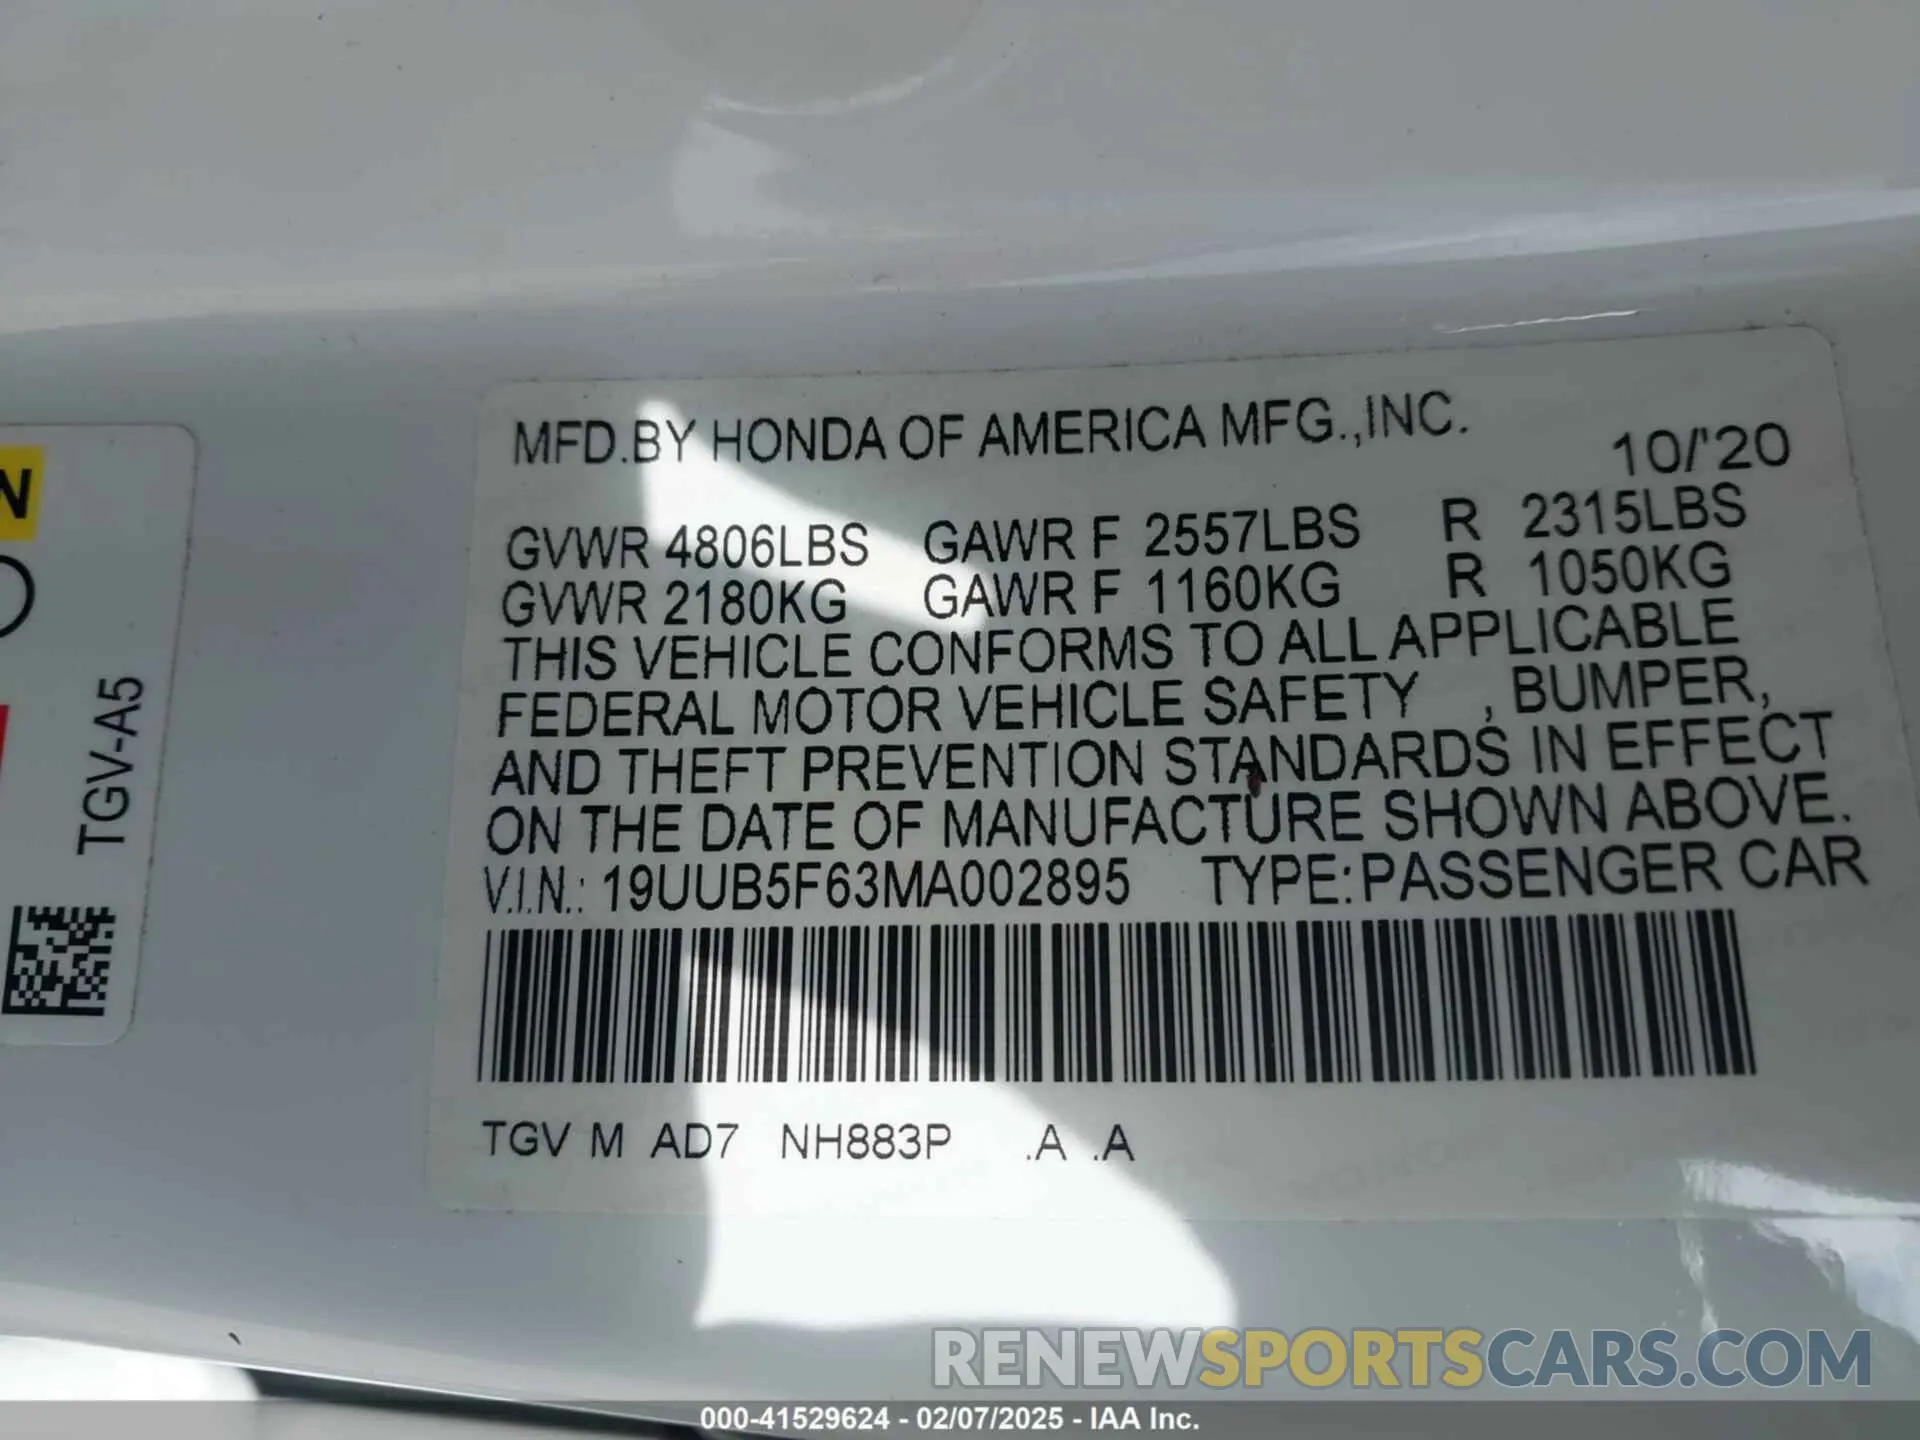 MFD.BY HONDA OF AMERICA MFG.,INC.
10/'20
GVWR 4806LBS GAWR F 2557LBS R 2315LBS
GVWR 2180KG GAWR F 1160KG R 1050KG
THIS VEHICLE CONFORMS TO ALL APPLICABLE
FEDERAL MOTOR VEHICLE SAFETY , BUMPER,
AND THEFT PREVENTION STANDARDS IN EFFECT
ON THE DATE OF MANUFACTURE SHOWN ABOVE.
V.I.N.: 19UUB5F63MA002895 TYPE:PASSENGER CAR
TGV M AD7 NH883P .A .A
N
TGV-A5
RENEWSPORTSCARS.COM
000-41529624 - 02/07/2025 - IAA Inc.